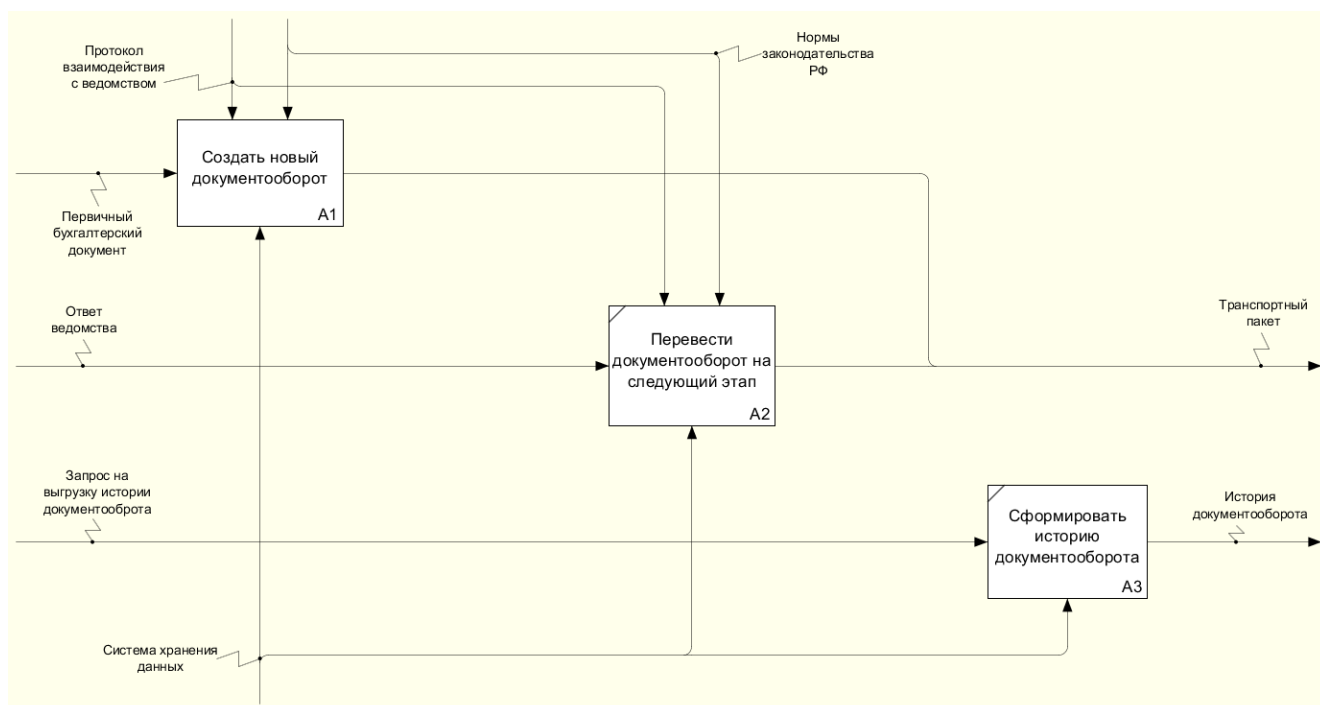 Протокол
взаимодействия
с ведомством
Нормы
законодательства
РФ
Создать новый
документооборот
A1
Первичный
бухгалтерский
документ
Ответ
ведомства
Перевести
документооборот на
следующий этап
A2
Транспортный
пакет
Запрос на
выгрузку истории
документооброта
Сформировать
историю
документооборота
A3
История
документооборота
Система хранения
данных